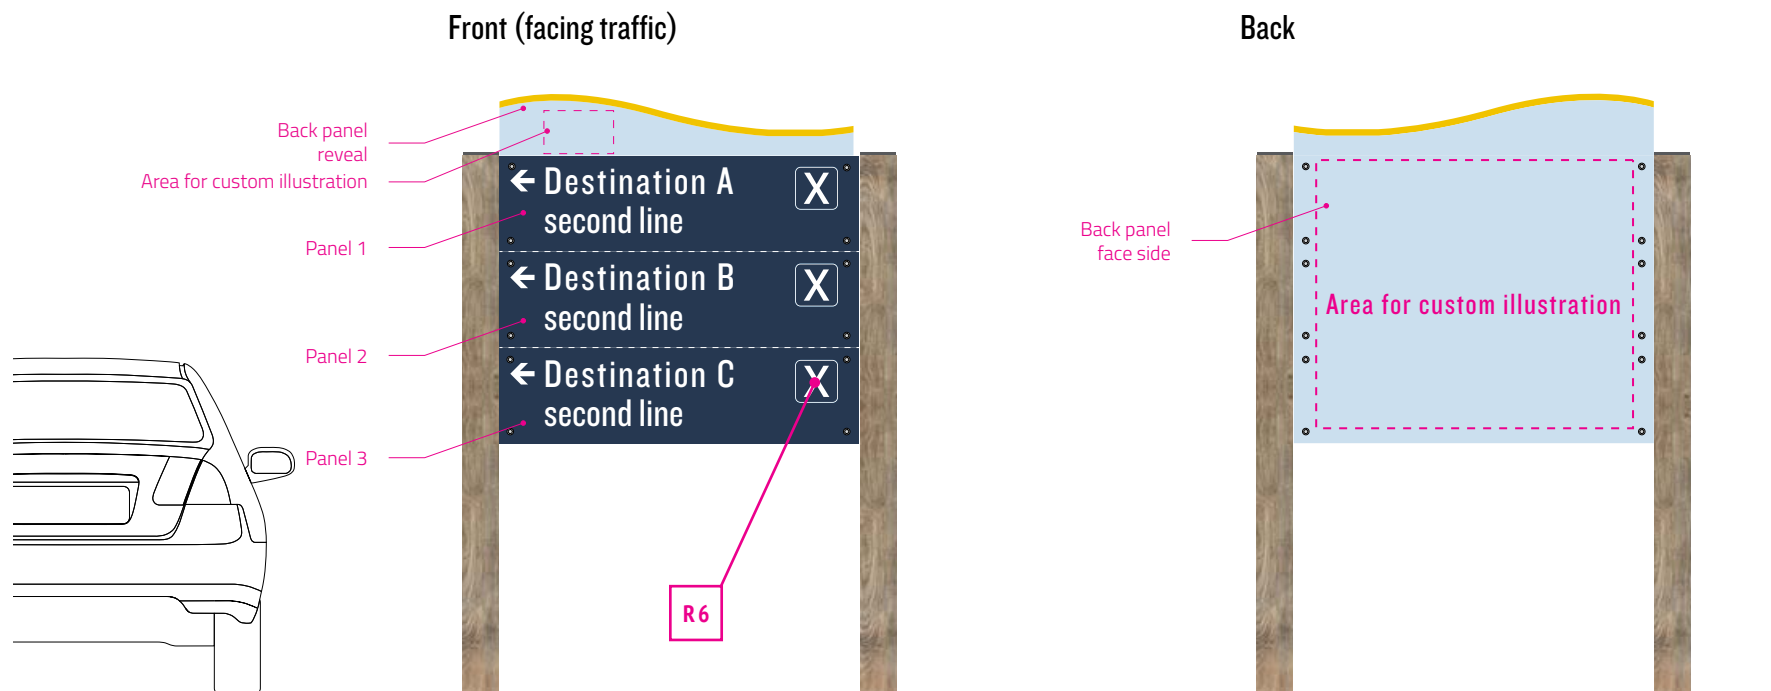 Front (facing traffic)
Back
Back panel
reveal
Area for custom illustration
Panel 1
Panel 2
Panel 3
← Destination A
second line
X
← Destination B
second line
X
← Destination C
second line
X
R6
Back panel
face side
Area for custom illustration